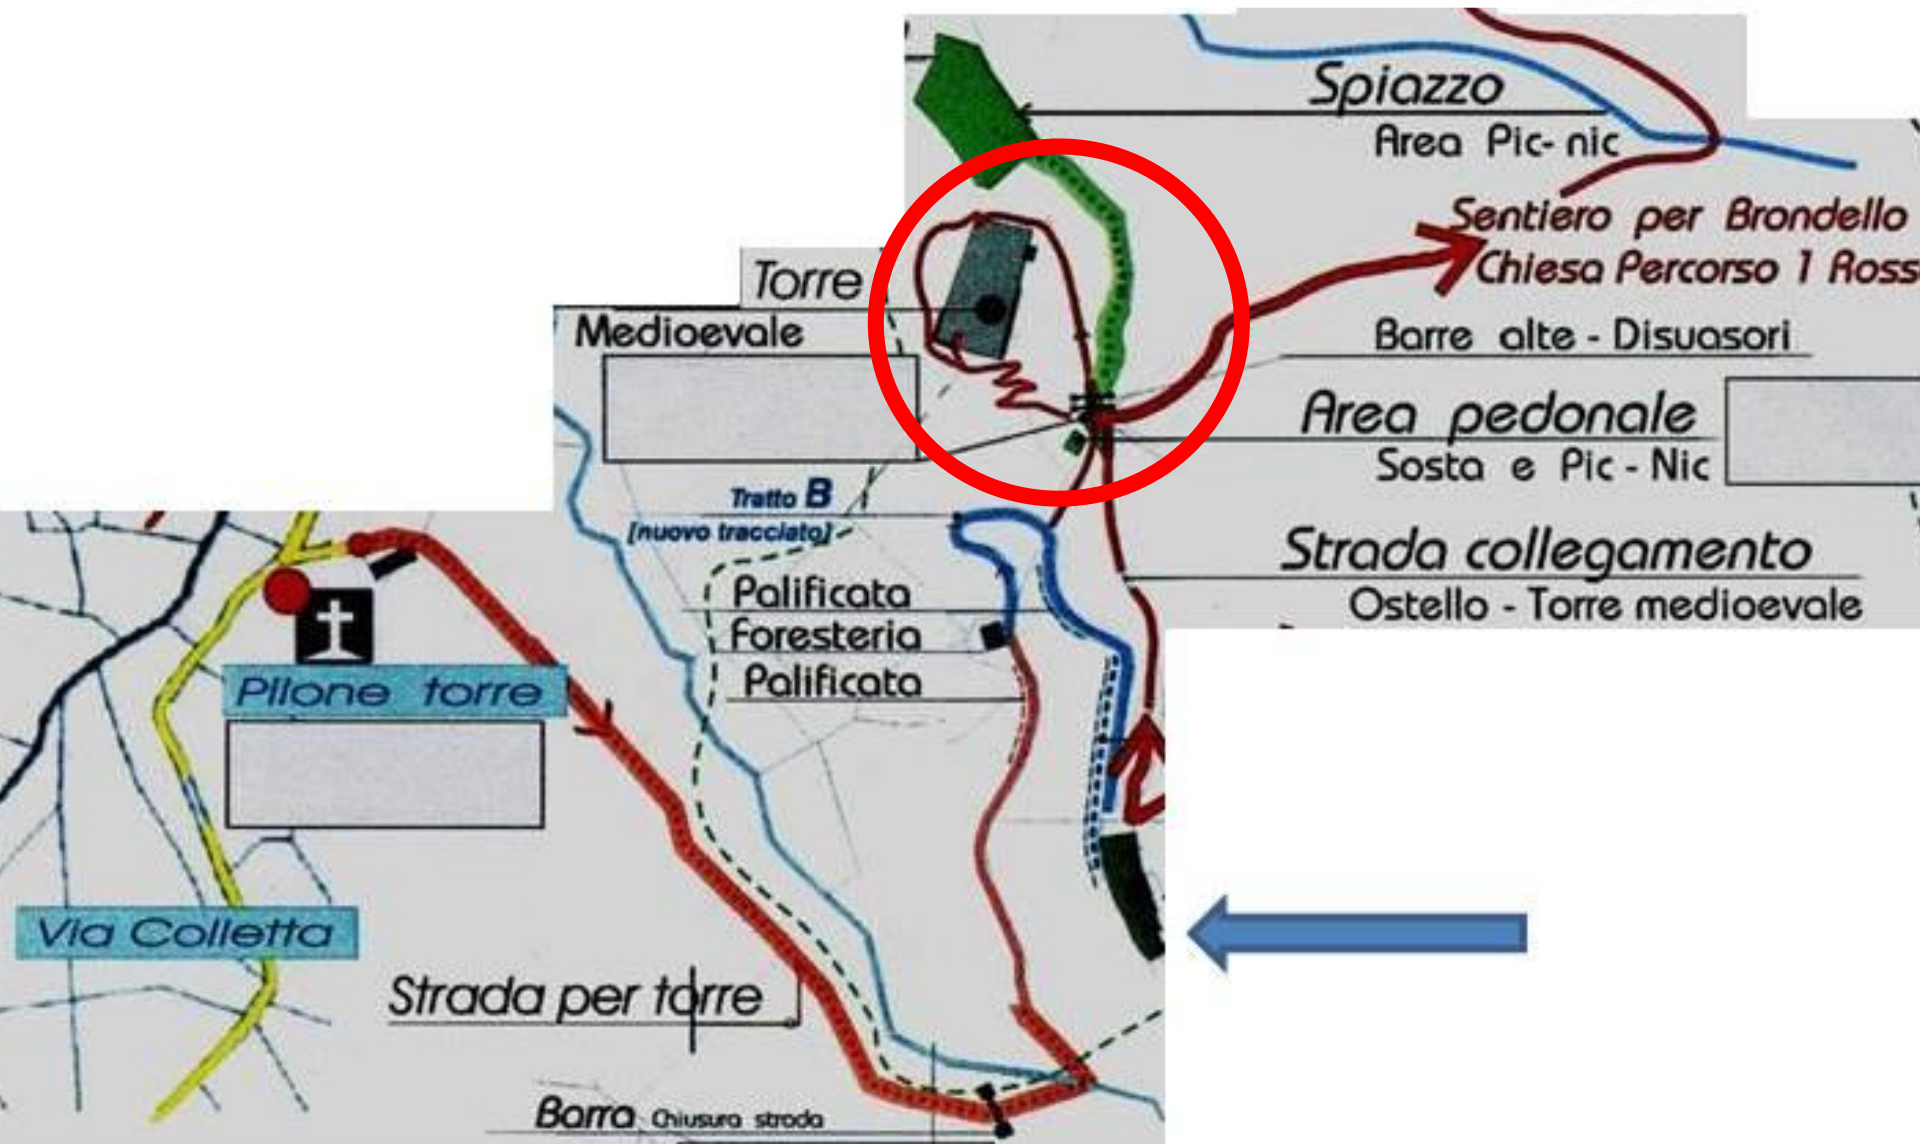 Spiazzo
Area Pic-nic
Sentiero per Brondello
Chiesa Percorso 1 Ross
Torre
Medioevale
Barre alte - Disuasori
Area pedonale
Sosta e Pic - Nic
Tratto B
[nuovo tracciato]
Strada collegamento
Ostello - Torre medioevale
Palificata
Foresteria
Palificata
Pilone torre
Via Colletta
Strada per torre
Barra Chiusura strada